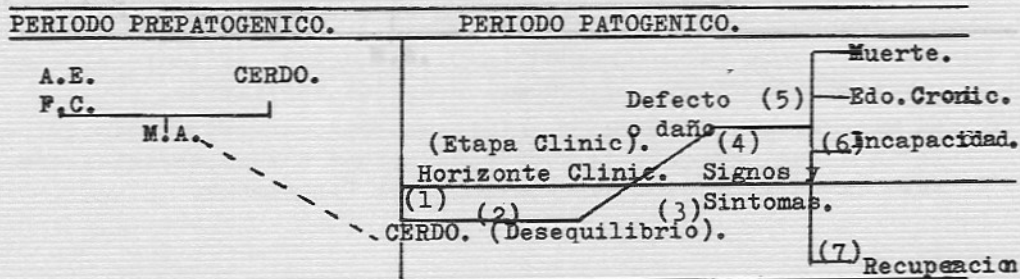 PERIODO PREPATOGENICO. PERIODO PATOGENICO.
Muerte.
A.E. CERDO.
F.C. Defecto (5) Edo.Cronic.
M.A. o daño
(Etapa Clinic). (4) (6)Incapacidad.
Horizonte Clinic. Signos y
(1) (2) (3) Sintomas.
CERDO. (Desequilibrio).
(7) Recupeacion